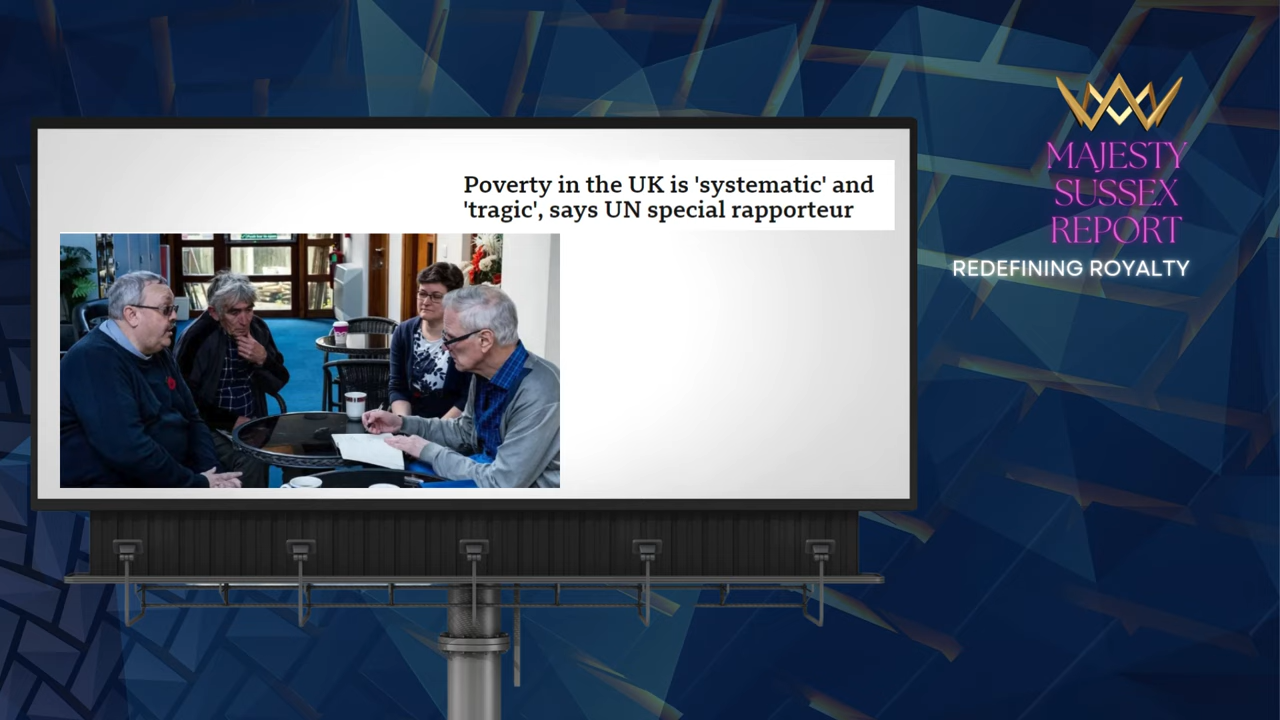 Poverty in the UK is 'systematic' and
'tragic', says UN special rapporteur
MAJESTY
SUSSEX
REPORT
REDEFINING ROYALTY